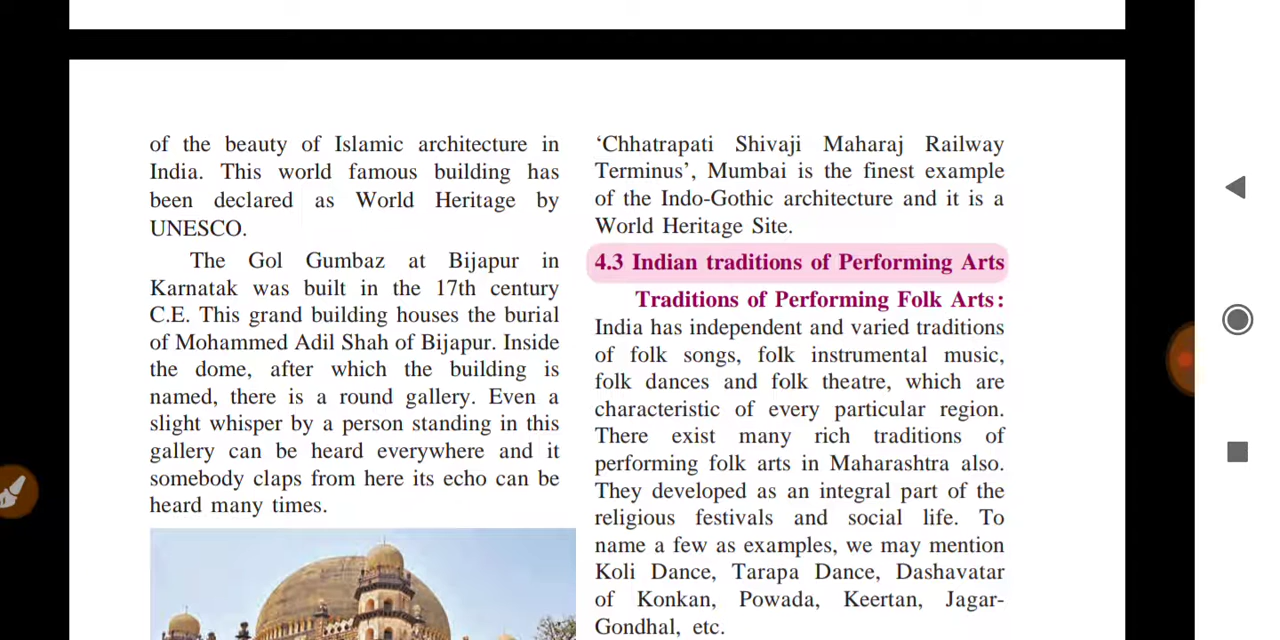 of the beauty of Islamic architecture in
India. This world famous building has
been declared as World Heritage by
UNESCO.
The Gol Gumbaz at Bijapur in
Karnatak was built in the 17th century
C.E. This grand building houses the burial
of Mohammed Adil Shah of Bijapur. Inside
the dome, after which the building is
named, there is a round gallery. Even a
slight whisper by a person standing in this
gallery can be heard everywhere and it
somebody claps from here its echo can be
heard many times.
‘Chhatrapati Shivaji Maharaj Railway
Terminus’, Mumbai is the finest example
of the Indo-Gothic architecture and it is a
World Heritage Site.
4.3 Indian traditions of Performing Arts
Traditions of Performing Folk Arts :
India has independent and varied traditions
of folk songs, folk instrumental music,
folk dances and folk theatre, which are
characteristic of every particular region.
There exist many rich traditions of
performing folk arts in Maharashtra also.
They developed as an integral part of the
religious festivals and social life. To
name a few as examples, we may mention
Koli Dance, Tarapa Dance, Dashavatar
of Konkan, Powada, Keertan, Jagar-
Gondhal, etc.